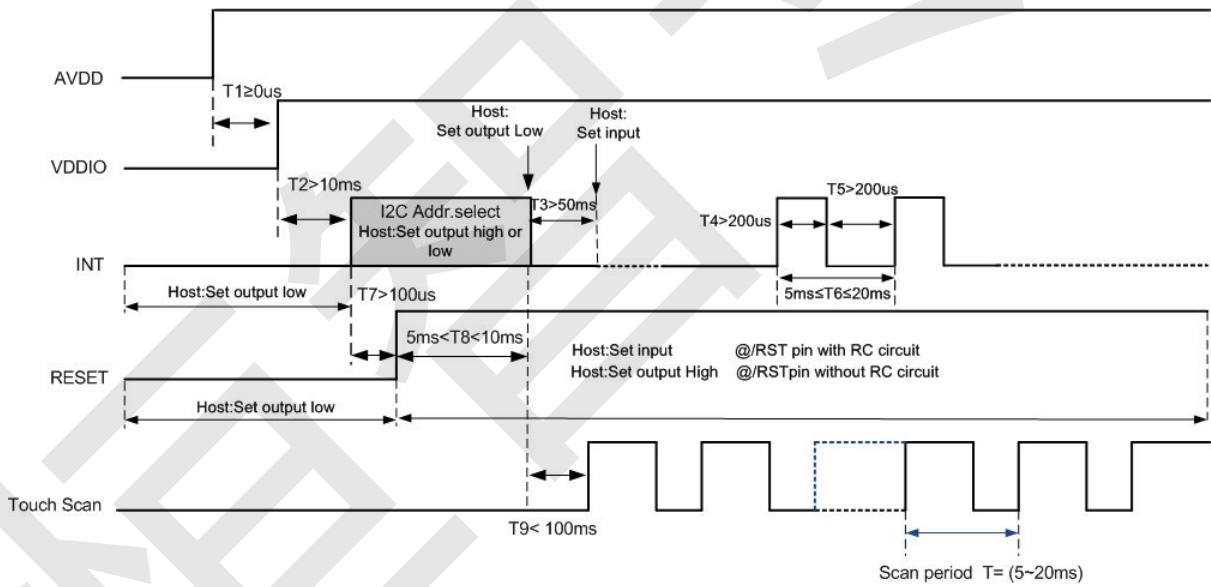 AVDD
T1≥0us
Host:
Set output Low
Host:
Set input
VDDIO
T2>10ms
T3>50ms
T5>200us
I2C Addr.select
Host:Set output high or
low
T4>200us
INT
Host:Set output low
T7>100us
5ms≤T6≤20ms
5ms<T8<10ms
Host:Set input @/RST pin with RC circuit
Host:Set output High @/RSTpin without RC circuit
RESET
Host:Set output low
Touch Scan
T9< 100ms
Scan period T= (5~20ms)